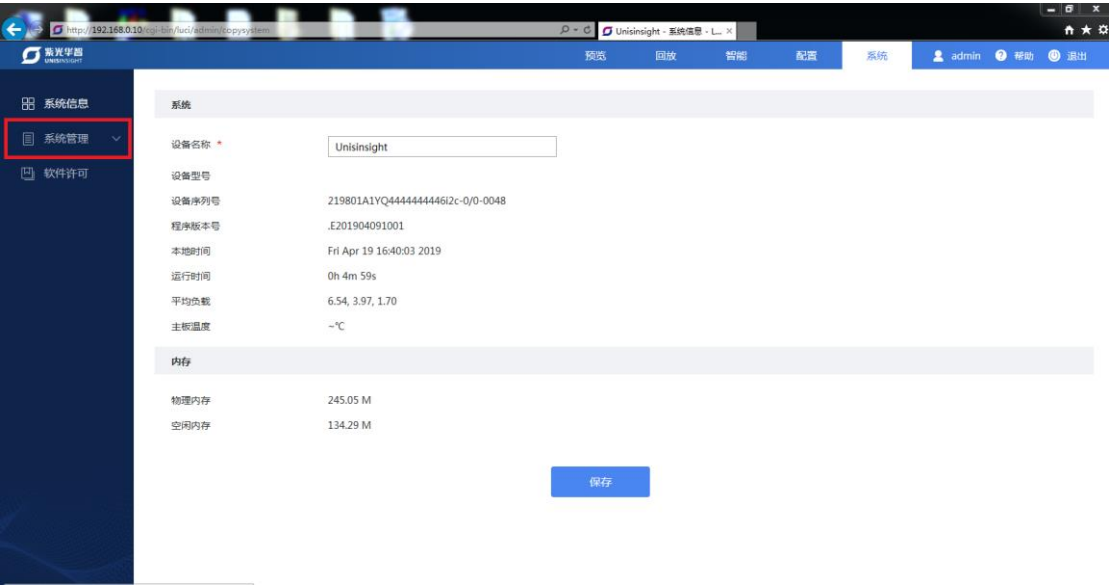 http://192.168.0.10/cgi-bin/luci/admin/copysystem
Unisinsight - 系统信息 - L...
紫光华智
UNISINSIGHT
预览 回放 智能 配置 系统 admin 帮助 退出
系统信息
系统管理
软件许可
系统
设备名称 * Unisinsight
设备型号
设备序列号 219801A1YQ4444444446i2c-0/0-0048
程序版本号 .E201904091001
本地时间 Fri Apr 19 16:40:03 2019
运行时间 0h 4m 59s
平均负载 6.54, 3.97, 1.70
主板温度 ~℃
内存
物理内存 245.05 M
空闲内存 134.29 M
保存